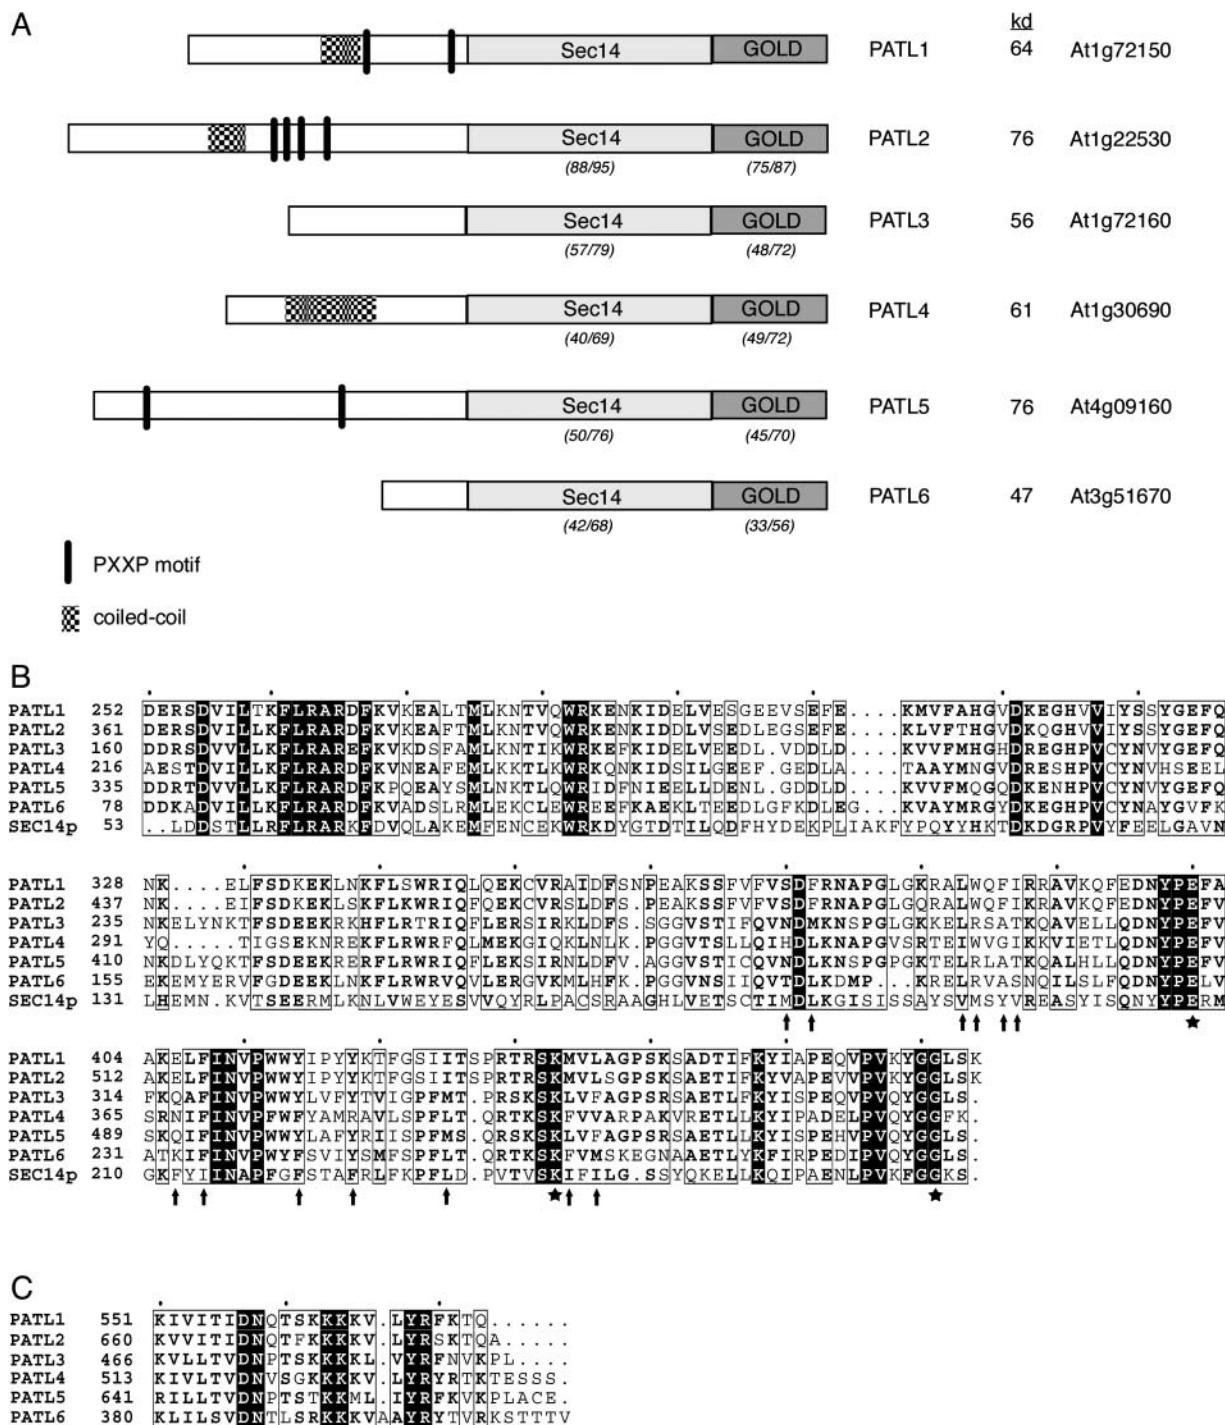 A
kd
Sec14 GOLD PATL1 64 At1g72150
Sec14 GOLD PATL2 76 At1g22530
(88/95) (75/87)
Sec14 GOLD PATL3 56 At1g72160
(57/79) (48/72)
Sec14 GOLD PATL4 61 At1g30690
(40/69) (49/72)
Sec14 GOLD PATL5 76 At4g09160
(50/76) (45/70)
Sec14 GOLD PATL6 47 At3g51670
(42/68) (33/56)
PXXP motif
coiled-coil
B
PATL1 252 DERSDVILTKFLRARDFKVKEALTMLKNTVQWRKENKIDELVESGEEVSEFE....KMVFAHGVDKEGHVVIYSSYGEFQ
PATL2 361 DERSDVILLKFLRARDFKVKEAFTMLKNTVQWRKENKIDDLVSEDLEGSEFE....KLVFTHGVDKQGHVVIYSSYGEFQ
PATL3 160 DDRSDVVLLKFLRAREFKVKDSFAMLKNTIKWRKEFKIDELVEEDL.VDDLD....KVVFMHGHDREGHPVCYNVYGEFQ
PATL4 216 AESTDVILLKFLRARDFKVNEAFEMLKKTLKWRKQNKIDSILGEEF.GEDLA....TAAYMNGVDRESHPVCYNVHSEEL
PATL5 335 DDRTDVVLLKFLRARDFKPQEAYSMLNKTLQWRIDFNIEELLDENL.GDDLD....KVVFMQGQDKENHPVCYNVYGEFQ
PATL6 78 DDKADVILLKFLRARDFKVADSLRMLEKCLEWREEFKAEKLTEEDLGFKDLEG...KVAYMRGYDKEGHPVCYNAYGVFK
SEC14p 53 ..LDDSTLLRFLRARKFDVQLAKEMFENCEKWRKDYGTDTILQDFHYDEKPLIAKFYPQYYHKTDKDGRPVYFEELGAVN
PATL1 328 NK....ELFSDKEKLNKFLSWRIQLQEKCVRAIDFSNPEAKSSFVFVSDFRNAPGLGKRALWQFIRRAVKQFEDNYPEFA
PATL2 437 NK....EIFSDKEKLSKFLKWRIQFQEKCVRSLDFS.PEAKSSFVFVSDFRNAPGLGQRALWQFIKRAVKQFEDNYPEFV
PATL3 235 NKELYNKTFSDEEKRKHFLRTRIQFLERSIRKLDFS.SGGVSTIFQVNDMKNSPGLGKRELRSATKQAVELLQDNYPEFV
PATL4 291 YQ.....TIGSEKNREKFLRWRFQLMEKGIQKLNLK.PGGVTSLLQIHDLKNAPGVSRTEIWVGIKKVIETLQDNYPEFV
PATL5 410 NKDLYQKTFSDEEKRERFLRWRIQFLEKSIRNLDFV.AGGVSTICQVNDLKNSPGPGKTELRLATKQALHLLQDNYPEFV
PATL6 155 EKEMYERVFGDEEKLNKFLRWRVQVLERGVKMLHFK.PGGVNSIIQVTDLKDMP...KRELRVASNQILSLFQDNYPELV
SEC14p 131 LHEMN.KVTSEERMLKNLVWEYESVVQYRLPACSRAAGHLVETSCTIMDLKGISISSAYSVMSYVREASYISQNYYPERM
PATL1 404 AKELFINVPWWYIPYYKTFGSIITSPRTRSKMVLAGPSKSADTIFKYIAPEQVPVKYGGLSK
PATL2 512 AKELFINVPWWYIPYYKTFGSIITSPRTRSKMVLSGPSKSAETIFKYVAPEVVPVKYGGLSK
PATL3 314 FKQAFINVPWWYLVFYTVIGPFMTPRSKSKLVFAGPSRSAETLFKYISPEQVPVQYGGLS.
PATL4 365 SRNIFINVPFWFYAMRAVLSPFLT.QRTKSKFVVARPAKVRETLLKYIPADELPVQYGGFK.
PATL5 489 SKQIFINVPWWYLAFYRIISPFMS.QRSKSKLVFAGPSRSAETLLKYISPEHVPVQYGGLS.
PATL6 231 ATKIFINVPWYFSVIYSMFSPFLT.QRTKSKFVMSKEGNAAETLYKFIRPEDIPVQYGGLS.
SEC14p 210 GKFYIINAPFGFSTAFRLFKPFLD.PVTVSKIFILG.SSYQKELLKQIPAENLPVKFGGKS.
C
PATL1 551 KIVITIDNQTSKKKKV.LYRFKTQ......
PATL2 660 KVVITIDNQTFKKKKV.LYRSKTQA.....
PATL3 466 KVLLTVDNPTSKKKKL.VYRFNVKPL....
PATL4 513 KIVLTVDNVSGKKKKV.LYRYRTKTESSS.
PATL5 641 RILLTVDNPTSTKKML.IYRFKVKPLACE.
PATL6 380 KLILSVDNTLSRKKKVAAYRYTVRKSTTTV